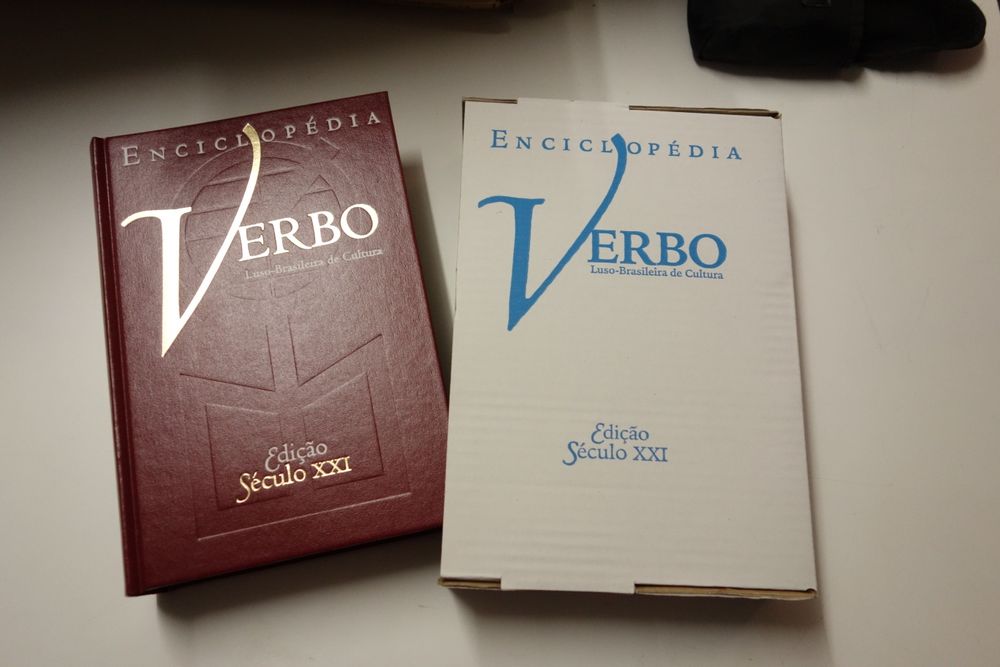 ENCICLOPÉDIA
VERBO
Luso-Brasileira de Cultura
Edição
Século XXI
ENCICLOPÉDIA
VERBO
Luso-Brasileira de Cultura
Edição
Século XXI